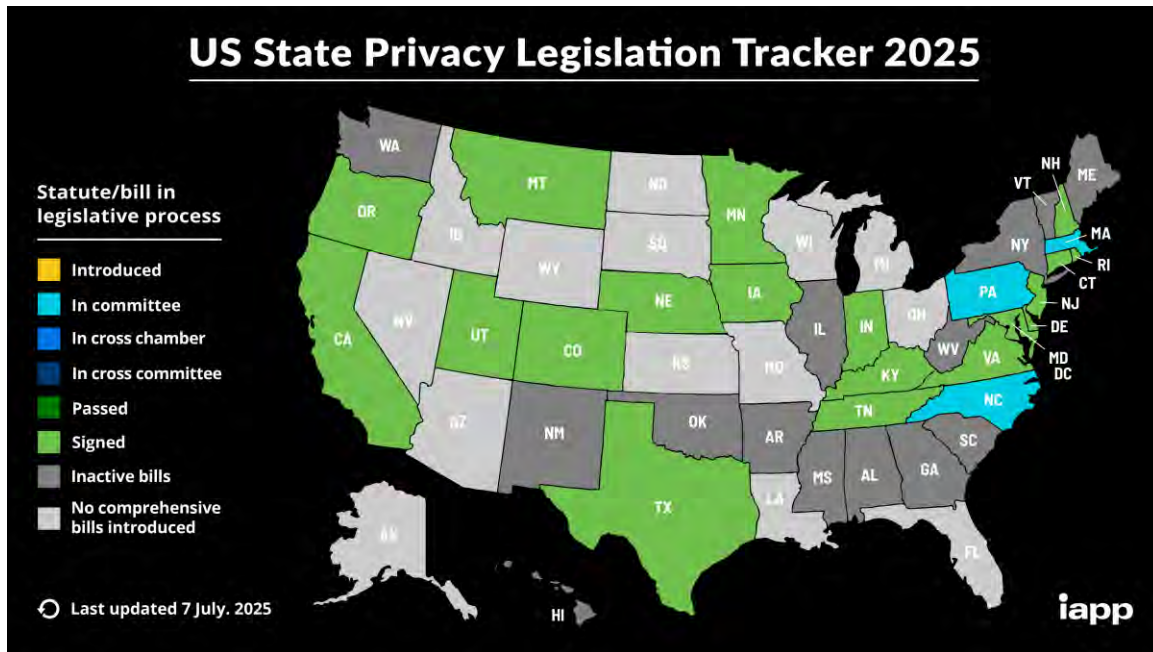 US State Privacy Legislation Tracker 2025
Statute/bill in
legislative process
Introduced
In committee
In cross chamber
In cross committee
Passed
Signed
Inactive bills
No comprehensive
bills introduced
Last updated 7 July. 2025
WA
MT
ND
MN
OR
ID
SD
WI
MI
WY
NV
CA
UT
CO
NE
IA
IL
IN
OH
PA
NY
VT
NH
ME
MA
RI
CT
NJ
DE
MD
DC
WV
VA
KS
MO
KY
NC
TN
AZ
NM
OK
AR
SC
MS
AL
GA
TX
LA
FL
AK
HI
iapp